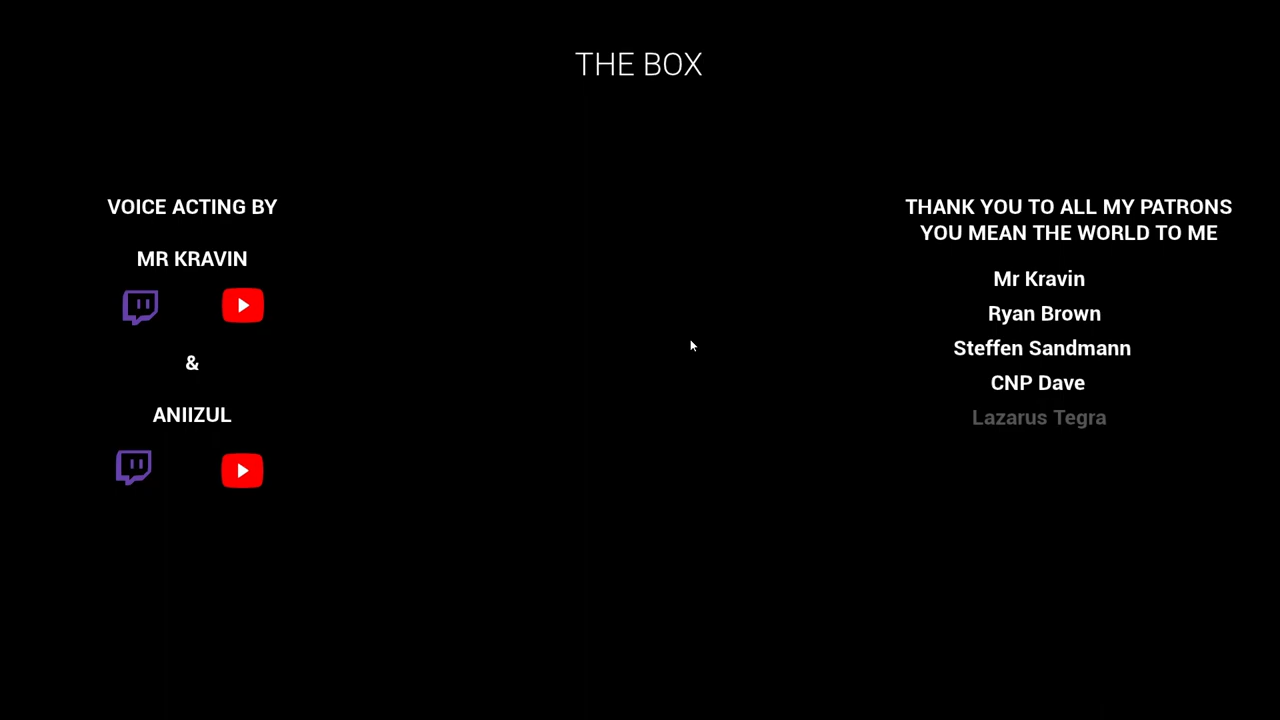 THE BOX
VOICE ACTING BY
MR KRAVIN
&
ANIIZUL
THANK YOU TO ALL MY PATRONS
YOU MEAN THE WORLD TO ME
Mr Kravin
Ryan Brown
Steffen Sandmann
CNP Dave
Lazarus Tegra